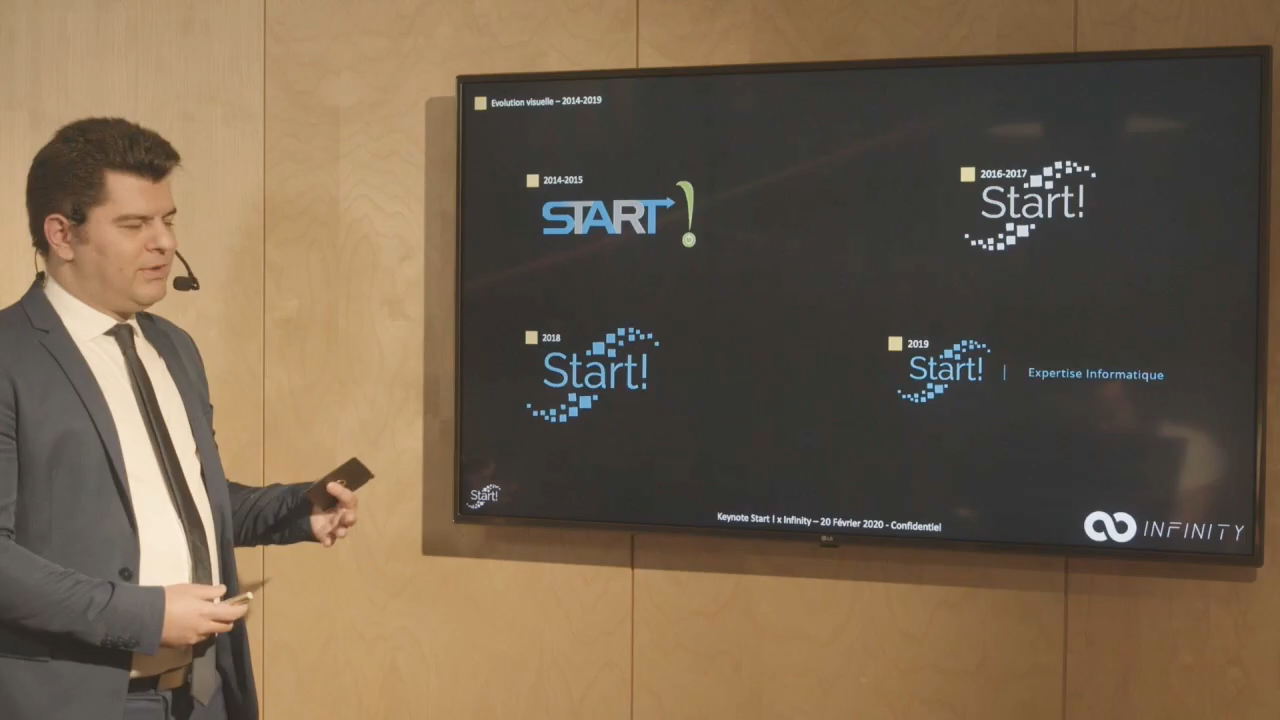 Evolution visuelle – 2014-2019
2014-2015
START!
2016-2017
Start!
2018
Start!
2019
Start! | Expertise Informatique
Start!
Keynote Start ! x Infinity – 20 Février 2020 - Confidentiel
INFINITY